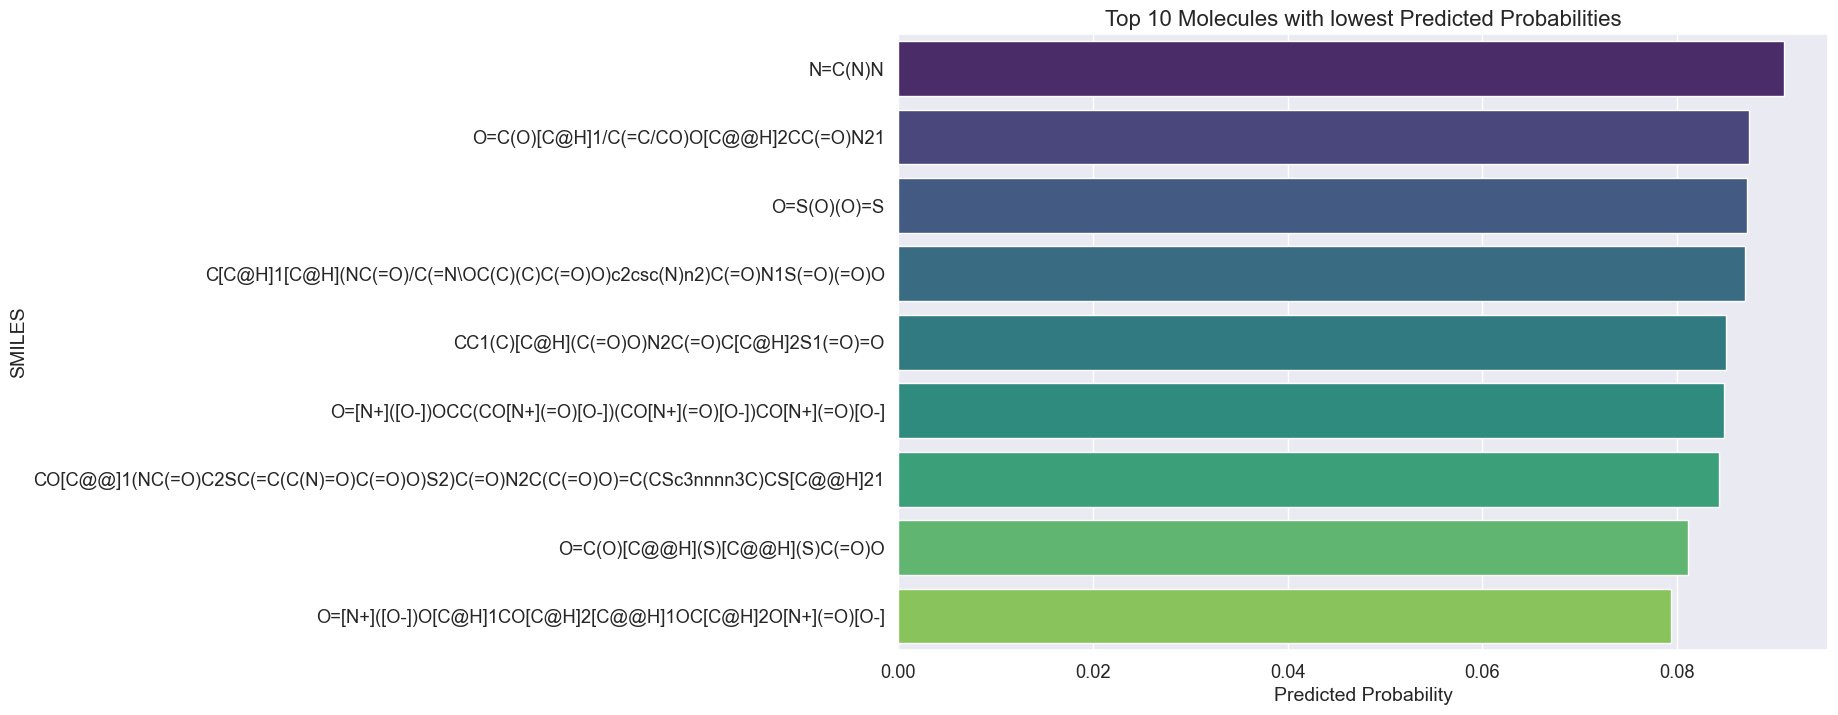 Top 10 Molecules with lowest Predicted Probabilities
SMILES
N=C(N)N
O=C(O)[C@H]1/C(=C/CO)O[C@@H]2CC(=O)N21
O=S(O)(O)=S
C[C@H]1[C@H](NC(=O)/C(=N\OC(C)(C)C(=O)O)c2csc(N)n2)C(=O)N1S(=O)(=O)O
CC1(C)[C@H](C(=O)O)N2C(=O)C[C@H]2S1(=O)=O
O=[N+]([O-])OCC(CO[N+](=O)[O-])(CO[N+](=O)[O-])CO[N+](=O)[O-]
CO[C@@]1(NC(=O)C2SC(=C(C(N)=O)C(=O)O)S2)C(=O)N2C(C(=O)O)=C(CSc3nnnn3C)CS[C@@H]21
O=C(O)[C@@H](S)[C@@H](S)C(=O)O
O=[N+]([O-])O[C@H]1CO[C@H]2[C@@H]1OC[C@H]2O[N+](=O)[O-]
0.00 0.02 0.04 0.06 0.08
Predicted Probability